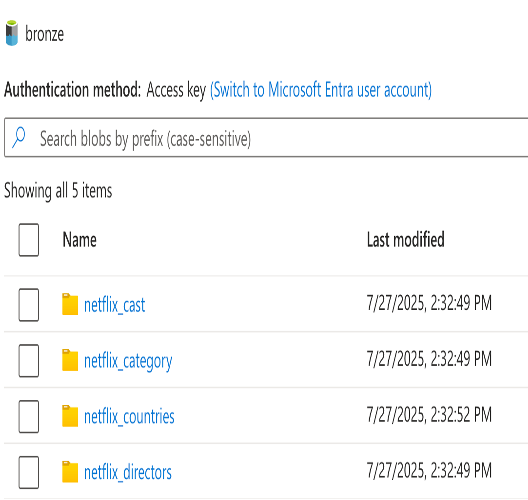 bronze
Authentication method: Access key (Switch to Microsoft Entra user account)
Search blobs by prefix (case-sensitive)
Showing all 5 items
Name Last modified
netflix_cast 7/27/2025, 2:32:49 PM
netflix_category 7/27/2025, 2:32:49 PM
netflix_countries 7/27/2025, 2:32:52 PM
netflix_directors 7/27/2025, 2:32:49 PM